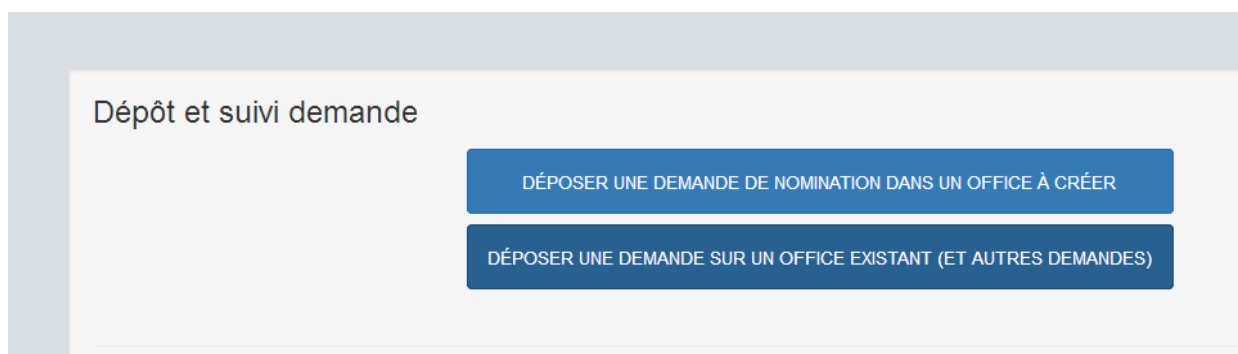 Dépôt et suivi demande
DÉPOSER UNE DEMANDE DE NOMINATION DANS UN OFFICE À CRÉER
DÉPOSER UNE DEMANDE SUR UN OFFICE EXISTANT (ET AUTRES DEMANDES)